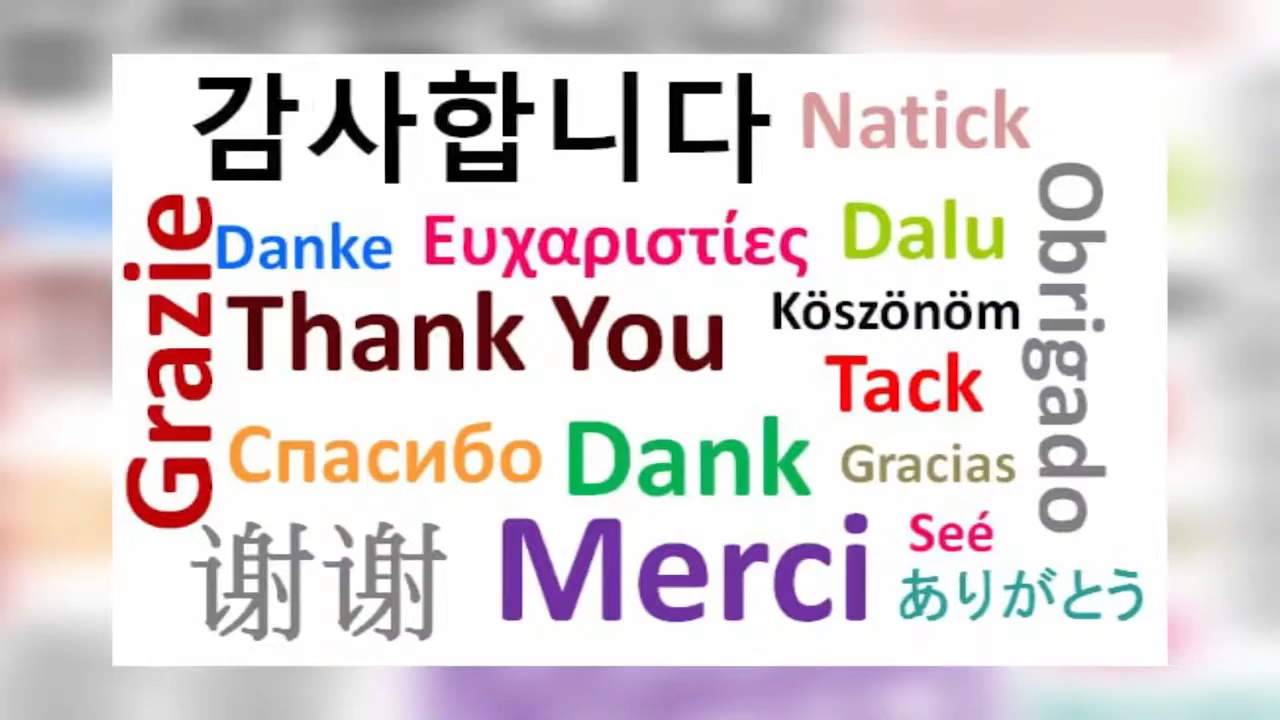 감사합니다
Natick
Grazie
Danke
Ευχαριστίες
Dalu
Obrigado
Thank You
Köszönöm
Tack
Спасибо
Dank
Gracias
谢谢
Merci
Seé
ありがとう